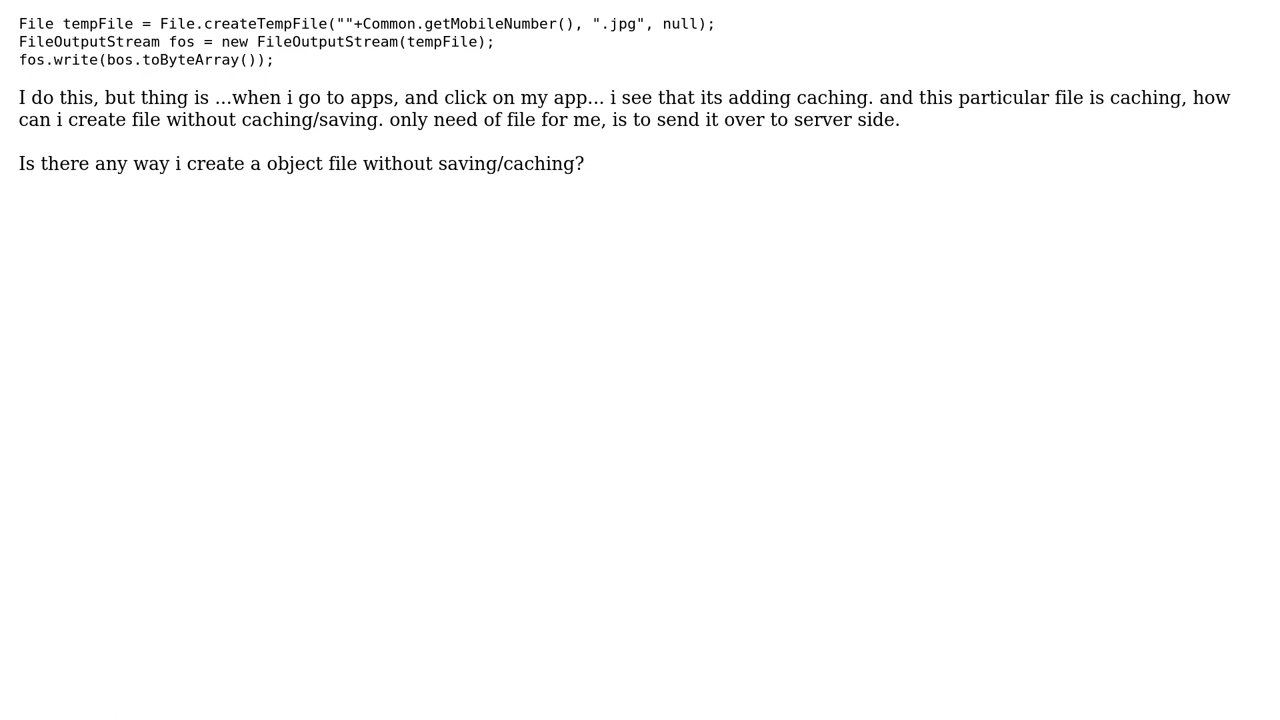 File tempFile = File.createTempFile(""+Common.getMobileNumber(), ".jpg", null);
FileOutputStream fos = new FileOutputStream(tempFile);
fos.write(bos.toByteArray());
I do this, but thing is ...when i go to apps, and click on my app... i see that its adding caching. and this particular file is caching, how
can i create file without caching/saving. only need of file for me, is to send it over to server side.
Is there any way i create a object file without saving/caching?